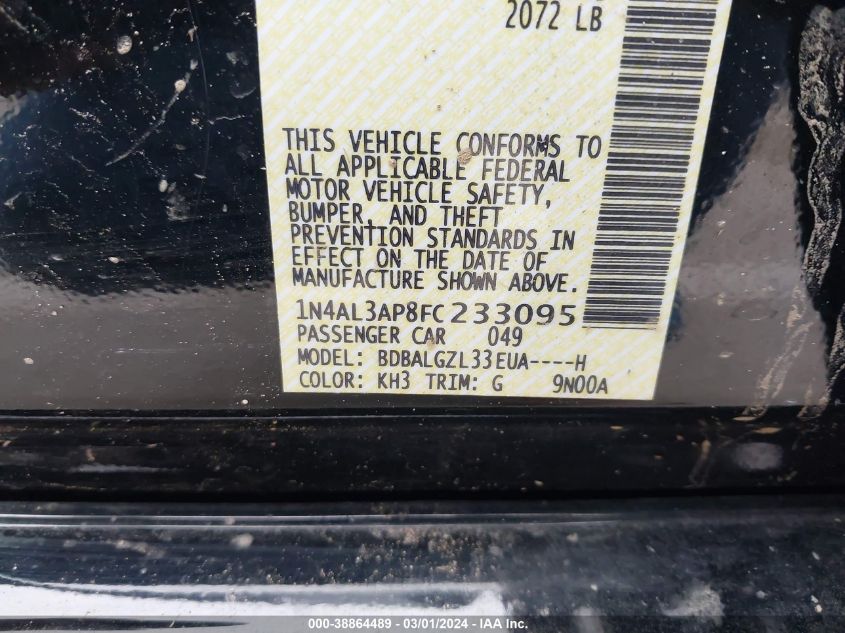 2072 LB
THIS VEHICLE CONFORMS TO
ALL APPLICABLE FEDERAL
MOTOR VEHICLE SAFETY,
BUMPER, AND THEFT
PREVENTION STANDARDS IN
EFFECT ON THE DATE OF
MANUFACTURE SHOWN ABOVE.
1N4AL3AP8FC233095
PASSENGER CAR 049
MODEL: BDBALGZL33EUA----H
COLOR: KH3 TRIM: G 9N00A
000-38864489 - 03/01/2024 - IAA Inc.